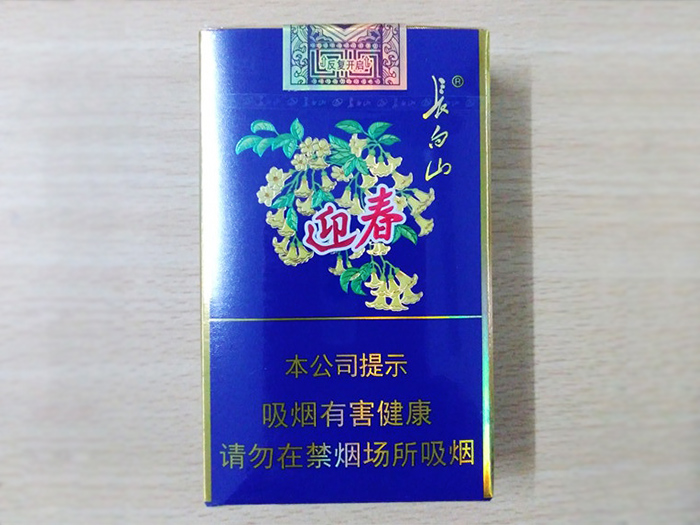 反复开启
长白山®
迎春
本公司提示
吸烟有害健康
请勿在禁烟场所吸烟